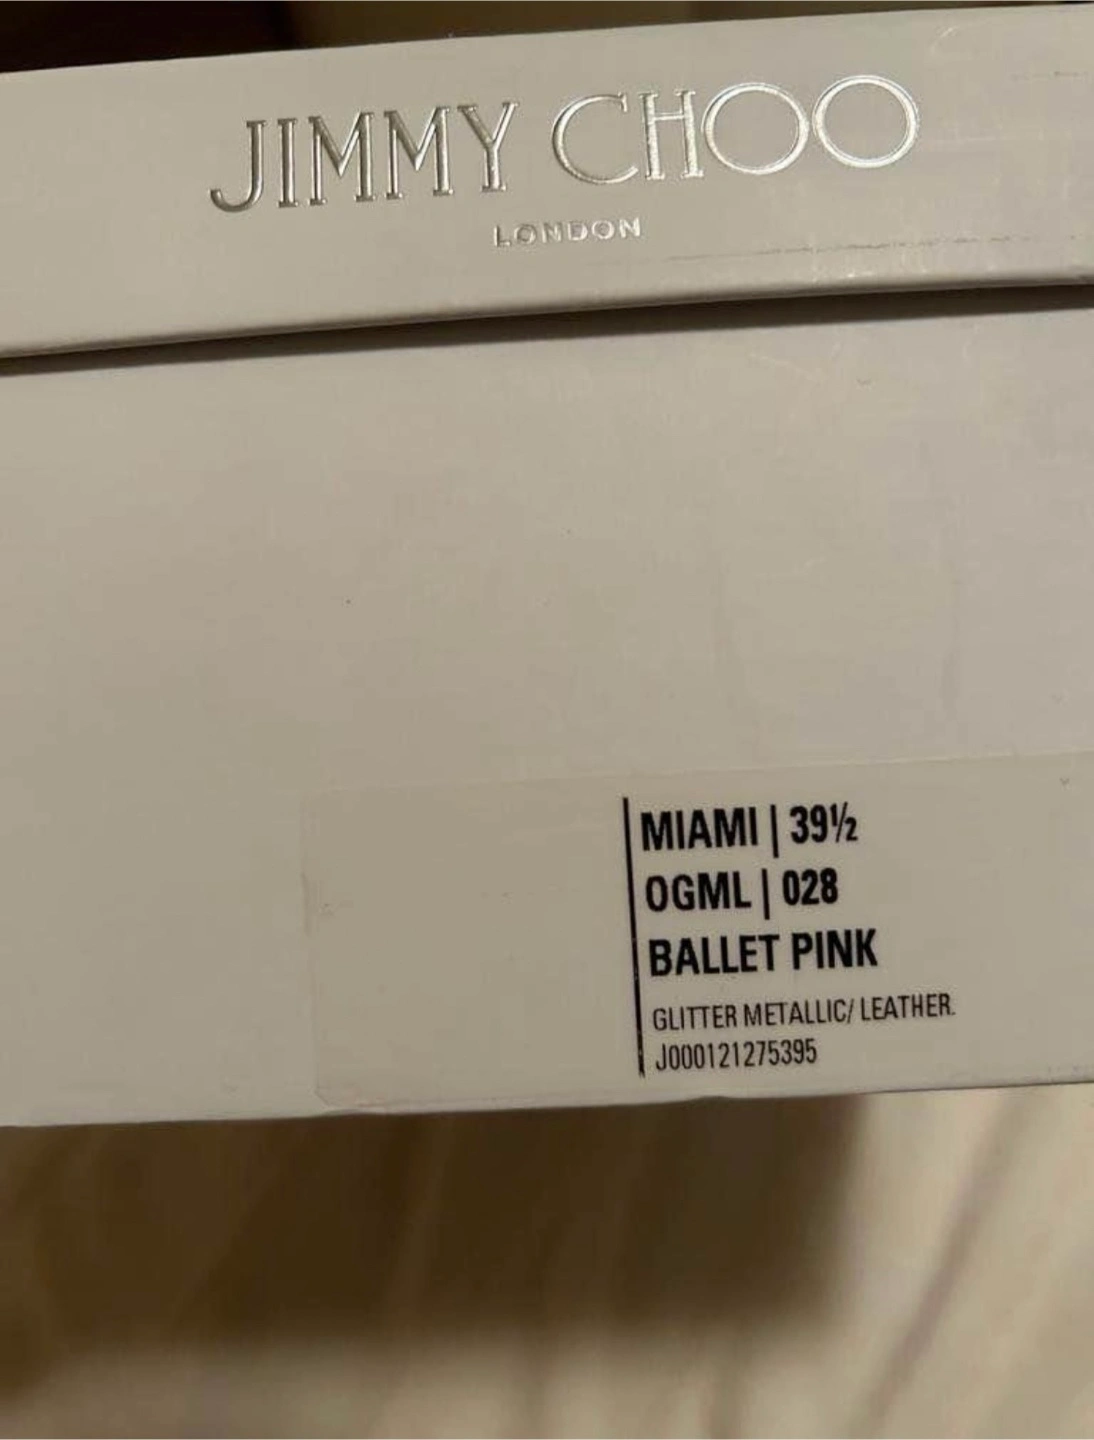 JIMMY CHOO
LONDON
MIAMI | 39½
OGML | 028
BALLET PINK
GLITTER METALLIC/ LEATHER.
J000121275395